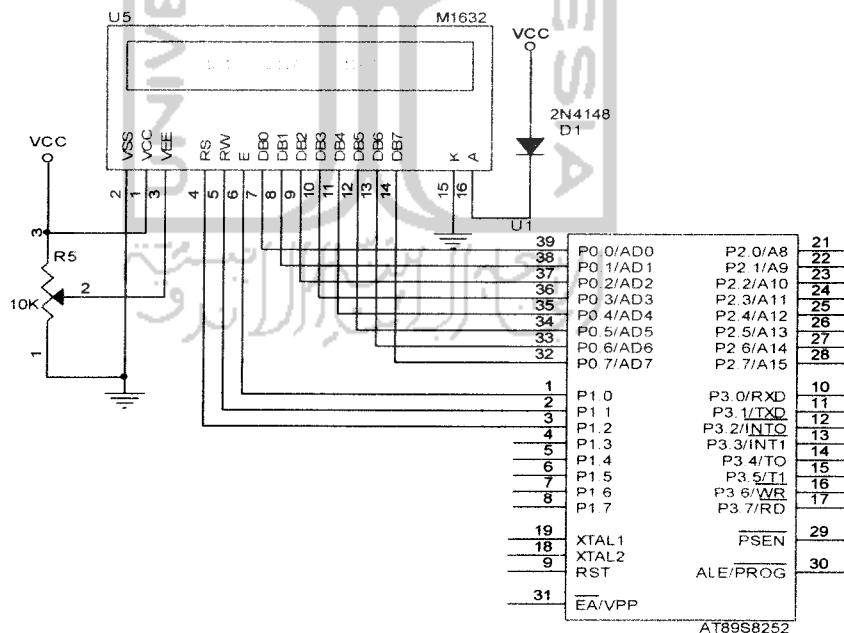 U5
M1632
VSS
VCC
VEE
RS
RW
E
DB0
DB1
DB2
DB3
DB4
DB5
DB6
DB7
K
A
2
1
3
4
5
6
7
8
9
10
11
12
13
14
15
16
VCC
2N4148
D1
VCC
3
R5
10K
2
1
U1
39 P0.0/AD0
38 P0.1/AD1
37 P0.2/AD2
36 P0.3/AD3
35 P0.4/AD4
34 P0.5/AD5
33 P0.6/AD6
32 P0.7/AD7
1 P1.0
2 P1.1
3 P1.2
4 P1.3
5 P1.4
6 P1.5
7 P1.6
8 P1.7
19 XTAL1
18 XTAL2
9 RST
31 EA/VPP
P2.0/A8 21
P2.1/A9 22
P2.2/A10 23
P2.3/A11 24
P2.4/A12 25
P2.5/A13 26
P2.6/A14 27
P2.7/A15 28
P3.0/RXD 10
P3.1/TXD 11
P3.2/INTO 12
P3.3/INT1 13
P3.4/TO 14
P3.5/T1 15
P3.6/WR 16
P3.7/RD 17
PSEN 29
ALE/PROG 30
AT89S8252